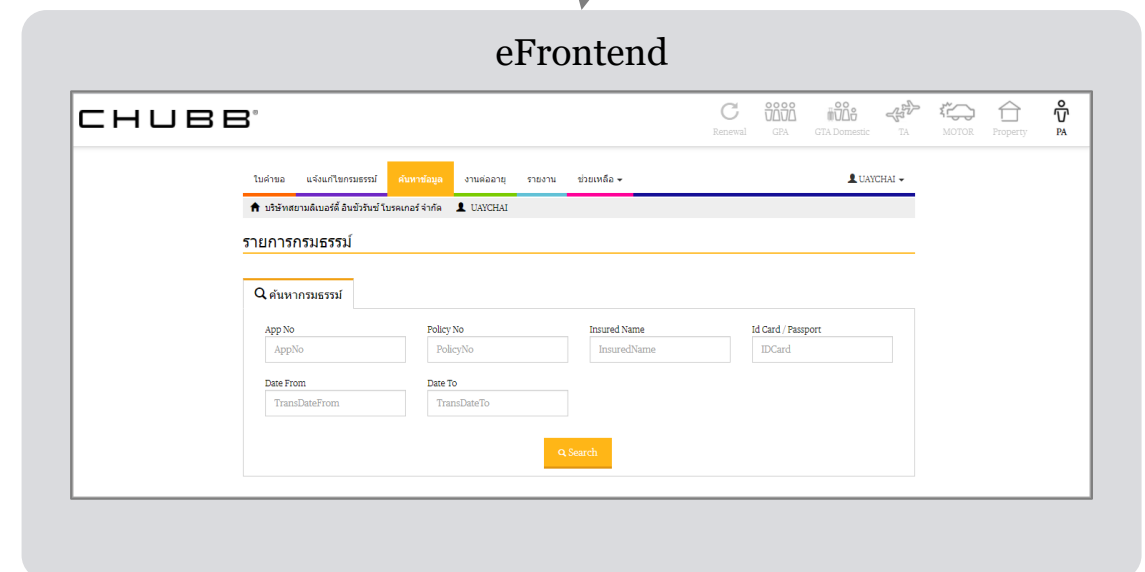 eFrontend
CHUBB®
Renewal GPA GTA Domestic TA MOTOR Property PA
ใบคำขอ แจ้งแก้ไขกรมธรรม์ ค้นหาข้อมูล งานต่ออายุ รายงาน ช่วยเหลือ UAYCHAI
บริษัทสยามลิเบอร์ตี้ อินชัวรันช์ โบรคเกอร์ จำกัด UAYCHAI
รายการกรมธรรม์
ค้นหากรมธรรม์
App No Policy No Insured Name Id Card / Passport
AppNo PolicyNo InsuredName IDCard
Date From Date To
TransDateFrom TransDateTo
Search